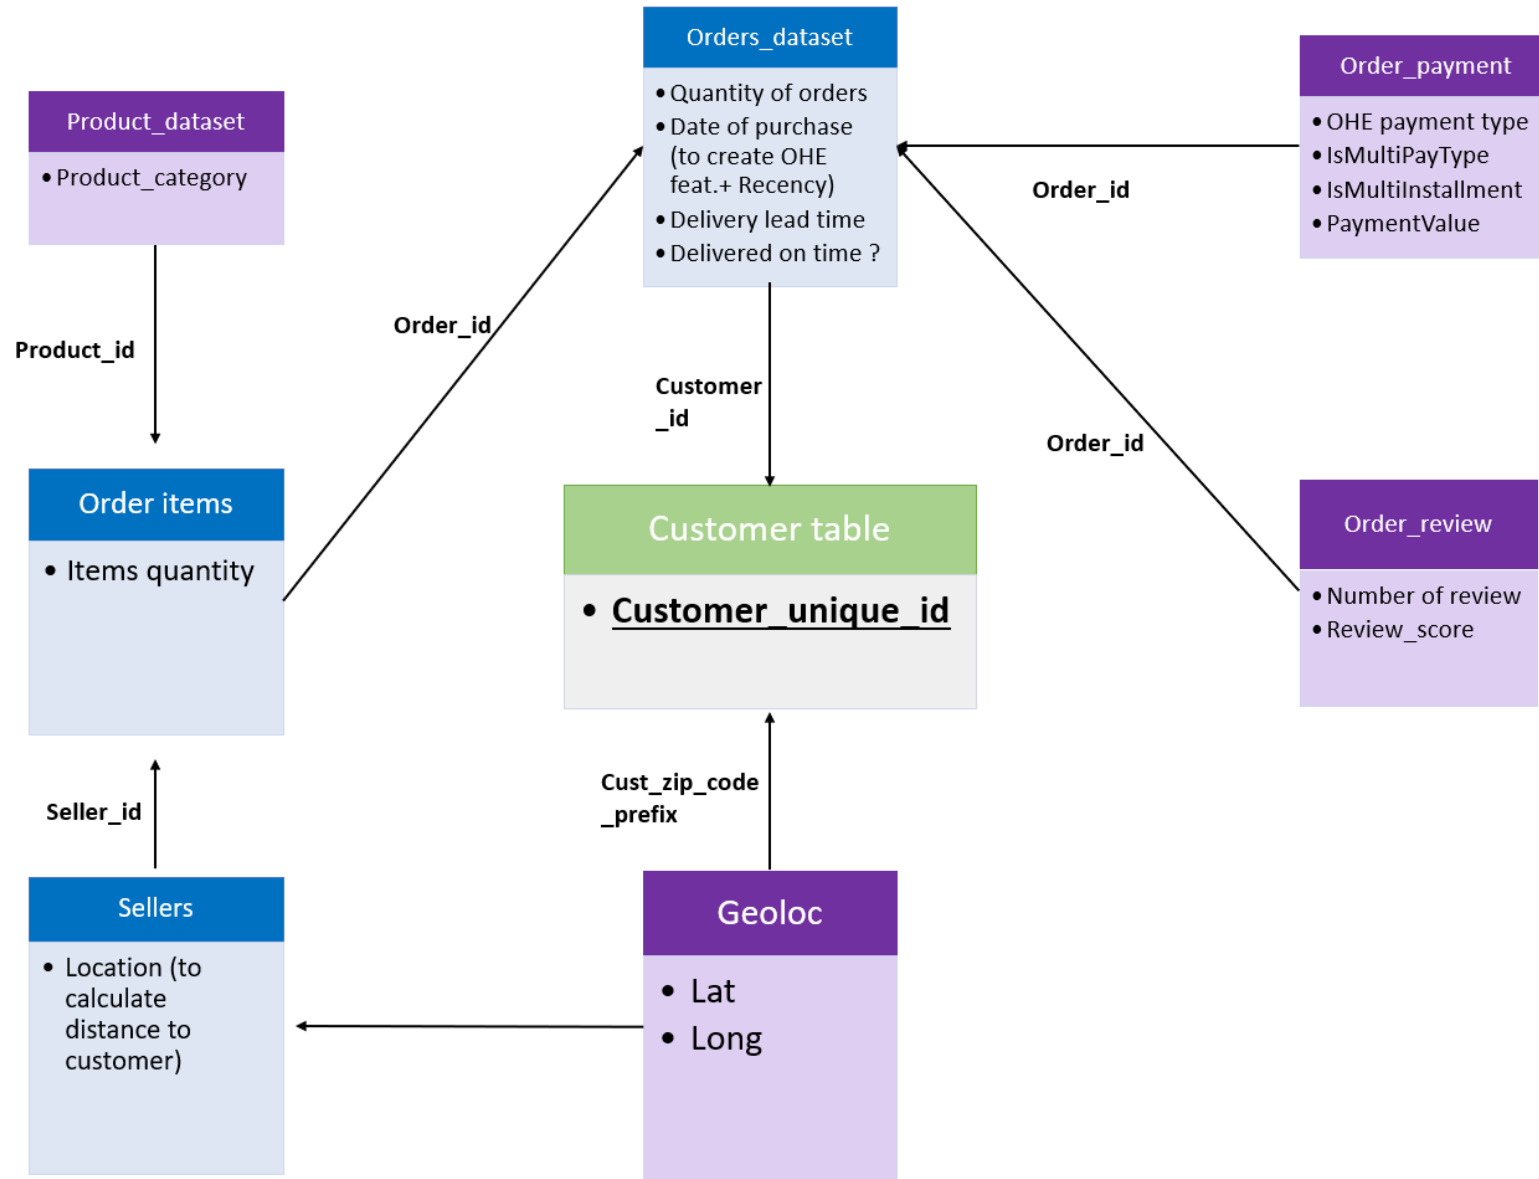 Orders_dataset
• Quantity of orders
• Date of purchase
(to create OHE
feat.+ Recency)
• Delivery lead time
• Delivered on time ?
Order_payment
• OHE payment type
• IsMultiPayType
• IsMultiInstallment
• PaymentValue
Product_dataset
• Product_category
Order_id
Order_id
Product_id
Customer
_id
Order_id
Order items
• Items quantity
Customer table
• Customer_unique_id
Order_review
• Number of review
• Review_score
Seller_id
Cust_zip_code
_prefix
Sellers
• Location (to
calculate
distance to
customer)
Geoloc
• Lat
• Long